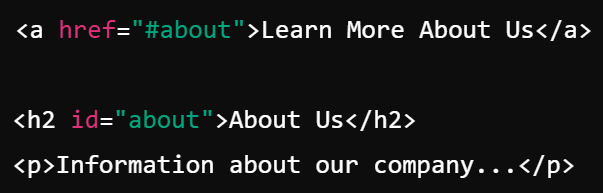 <a href="#about">Learn More About Us</a>
<h2 id="about">About Us</h2>
<p>Information about our company...</p>